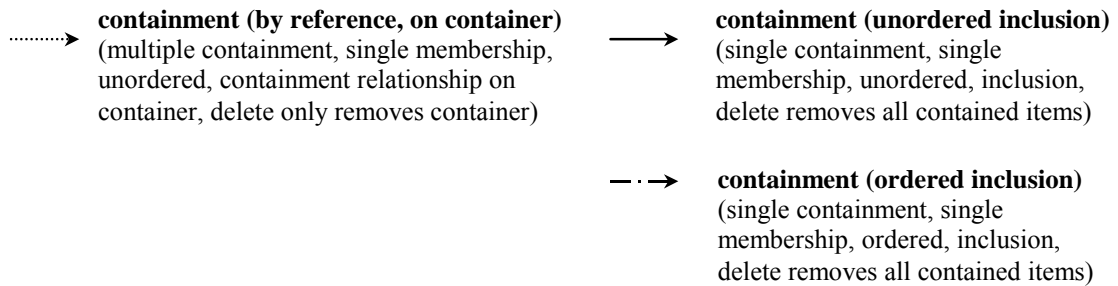 containment (by reference, on container)
(multiple containment, single membership,
unordered, containment relationship on
container, delete only removes container)
containment (unordered inclusion)
(single containment, single
membership, unordered, inclusion,
delete removes all contained items)
containment (ordered inclusion)
(single containment, single
membership, ordered, inclusion,
delete removes all contained items)